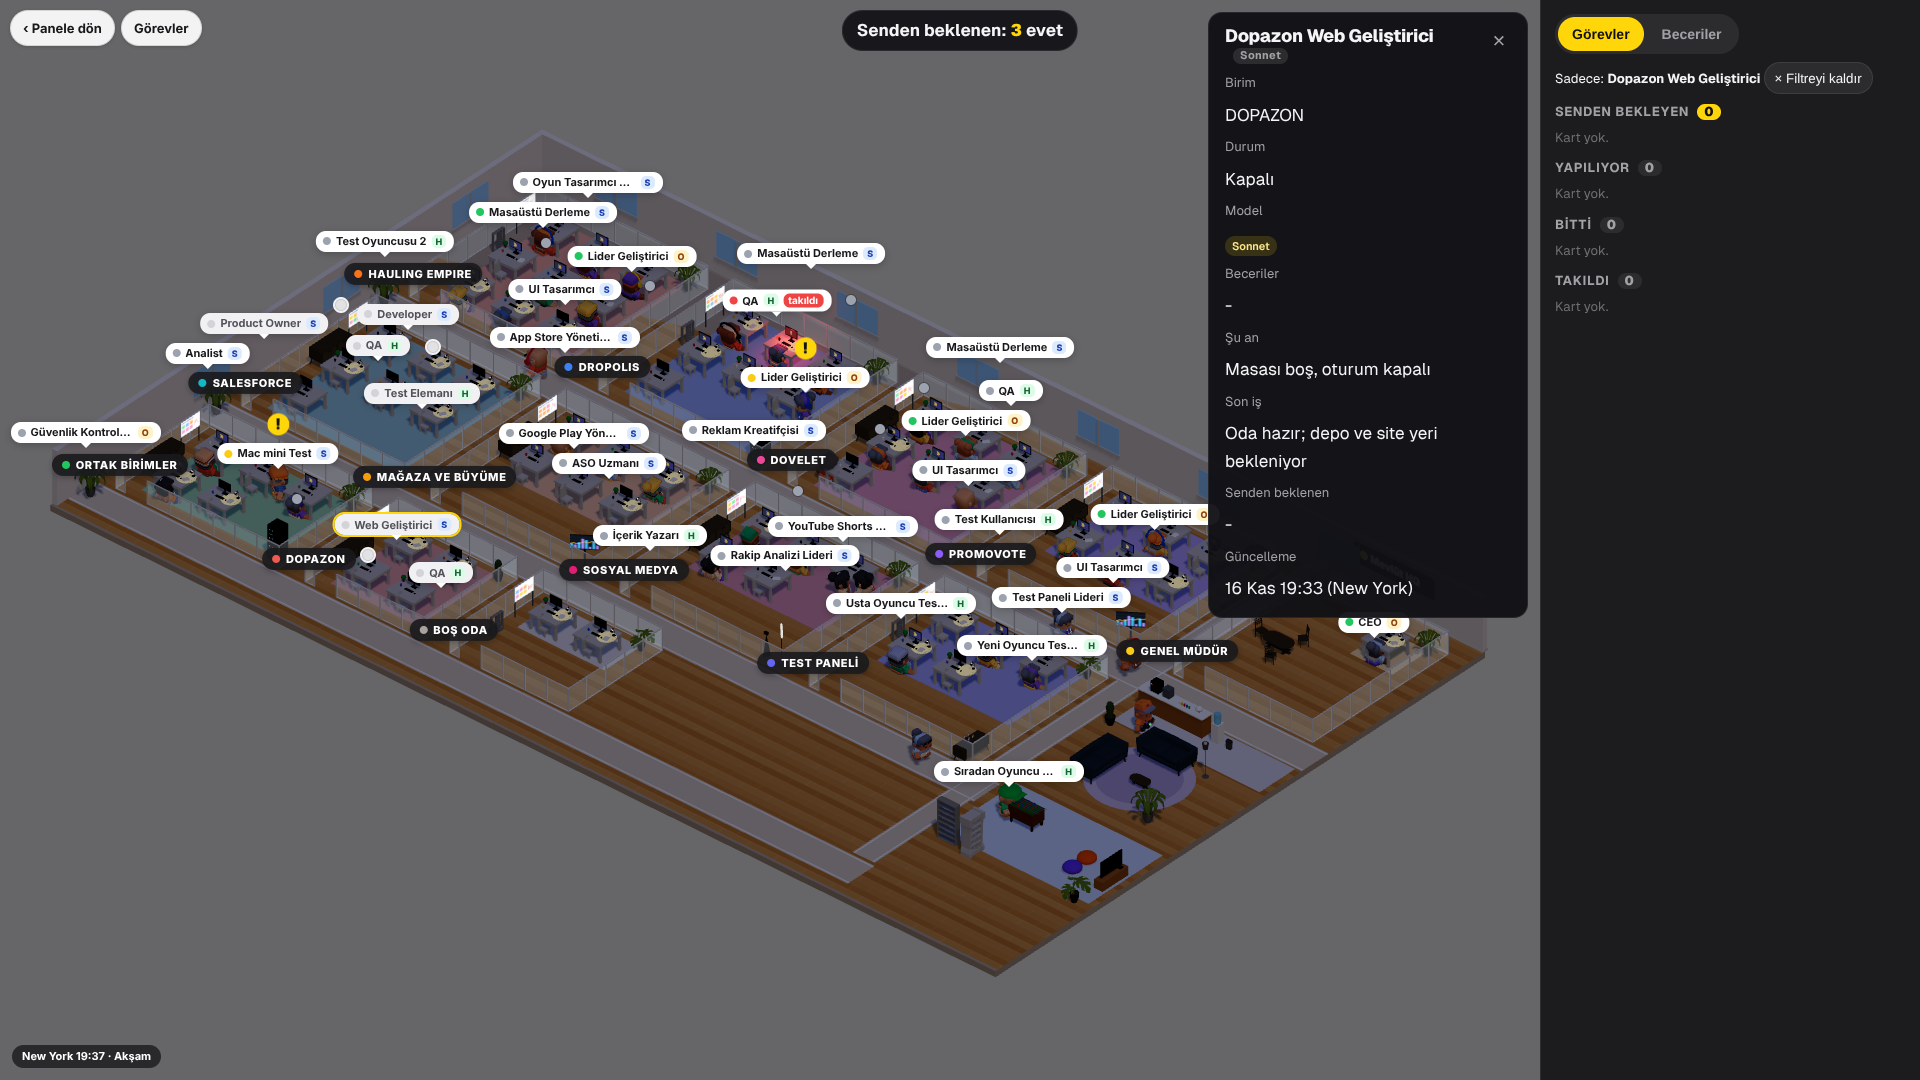 ‹ Panele dön
Görevler
Senden beklenen: 3 evet
Oyun Tasarımcı ... S
Masaüstü Derleme S
Test Oyuncusu 2 H
Lider Geliştirici O
Masaüstü Derleme S
HAULING EMPIRE
UI Tasarımcı S
QA H takıldı
Developer S
Product Owner S
App Store Yöneti... S
QA H
Masaüstü Derleme S
Analist S
DROPOLIS
!
SALESFORCE
Lider Geliştirici O
Test Elemanı H
QA H
!
Lider Geliştirici O
Güvenlik Kontrol... O
Google Play Yön... S
Reklam Kreatifçisi S
Mac mini Test S
ORTAK BİRİMLER
ASO Uzmanı S
DOVELET
UI Tasarımcı S
MAĞAZA VE BÜYÜME
Web Geliştirici S
YouTube Shorts ... S
Test Kullanıcısı H
Lider Geliştirici O
İçerik Yazarı H
DOPAZON
Rakip Analizi Lideri S
PROMOVOTE
QA H
SOSYAL MEDYA
UI Tasarımcı S
Usta Oyuncu Tes... H
Test Paneli Lideri S
BOŞ ODA
CEO O
Yeni Oyuncu Tes... H
GENEL MÜDÜR
TEST PANELİ
Sıradan Oyuncu ... H
New York 19:37 · Akşam
Dopazon Web Geliştirici
×
Sonnet
Birim
DOPAZON
Durum
Kapalı
Model
Sonnet
Beceriler
-
Şu an
Masası boş, oturum kapalı
Son iş
Oda hazır; depo ve site yeri
bekleniyor
Senden beklenen
-
Güncelleme
16 Kas 19:33 (New York)
Görevler
Beceriler
Sadece: Dopazon Web Geliştirici × Filtreyi kaldır
SENDEN BEKLEYEN 0
Kart yok.
YAPILIYOR 0
Kart yok.
BİTTİ 0
Kart yok.
TAKILDI 0
Kart yok.